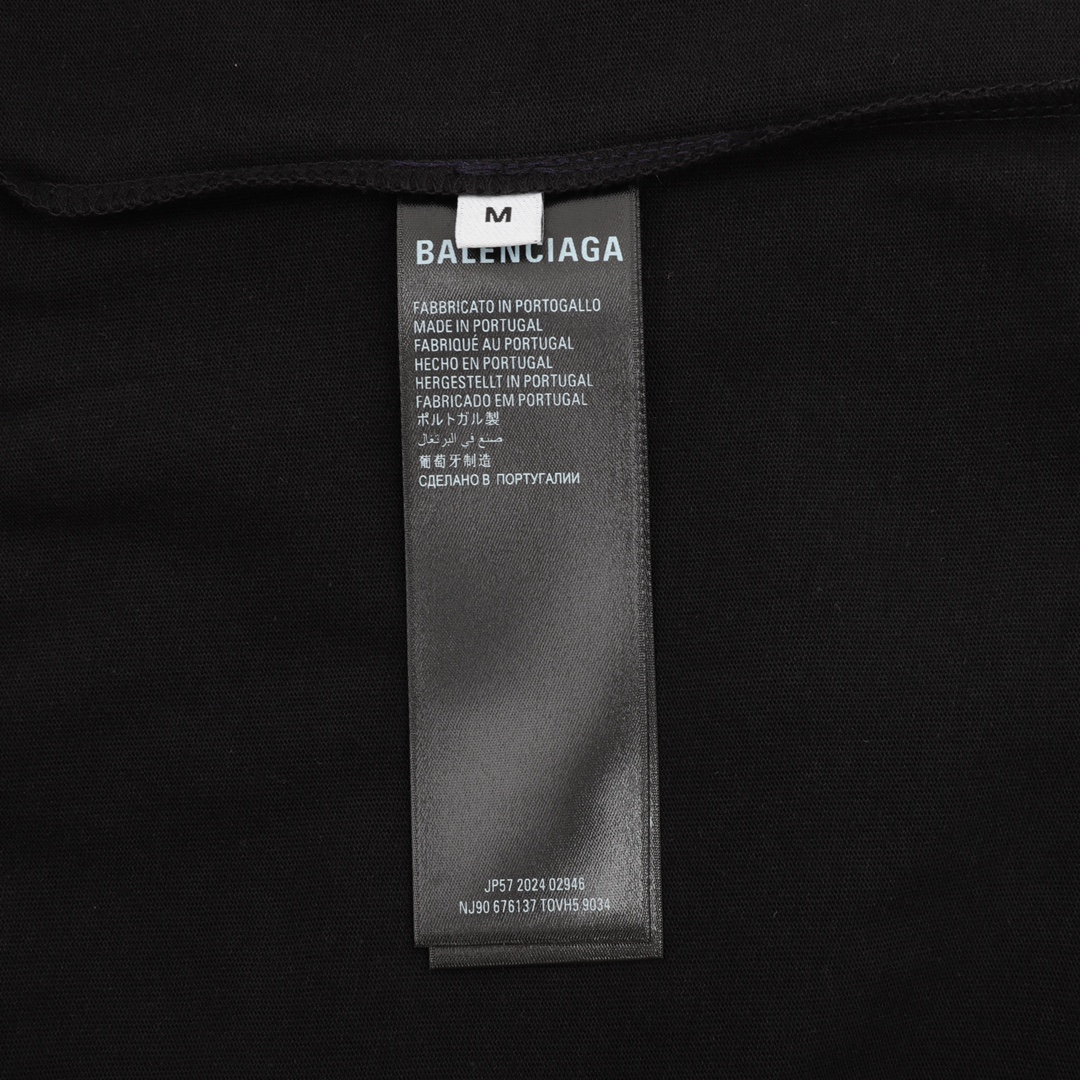 M
BALENCIAGA
FABBRICATO IN PORTOGALLO
MADE IN PORTUGAL
FABRIQUÉ AU PORTUGAL
HECHO EN PORTUGAL
HERGESTELLT IN PORTUGAL
FABRICADO EM PORTUGAL
ポルトガル製
صنع في البرتغال
葡萄牙制造
СДЕЛАНО В ПОРТУГАЛИИ
JP57 2024 02946
NJ90 676137 TOVH5 9034